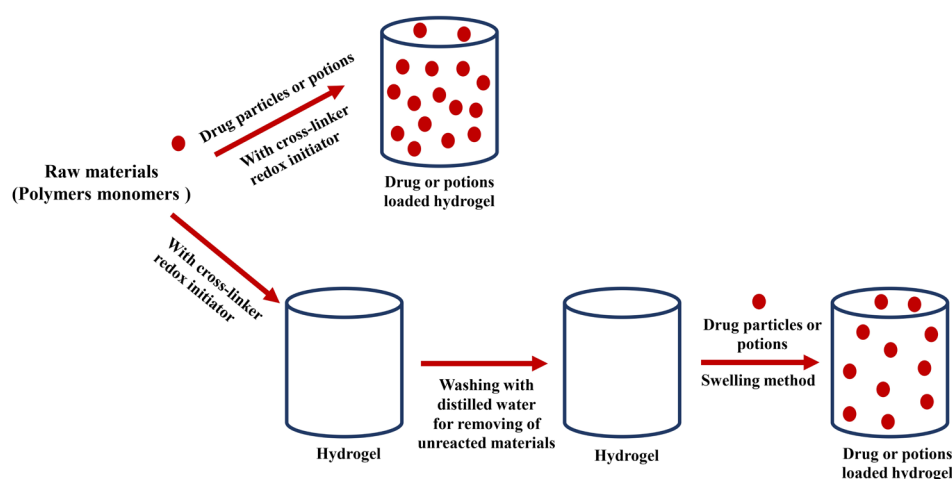 Drug particles or potions
With cross-linker
redox initiator
Raw materials
(Polymers monomers )
Drug or potions
loaded hydrogel
With cross-linker
redox initiator
Hydrogel
Washing with
distilled water
for removing of
unreacted materials
Hydrogel
Drug particles or
potions
Swelling method
Drug or potions
loaded hydrogel